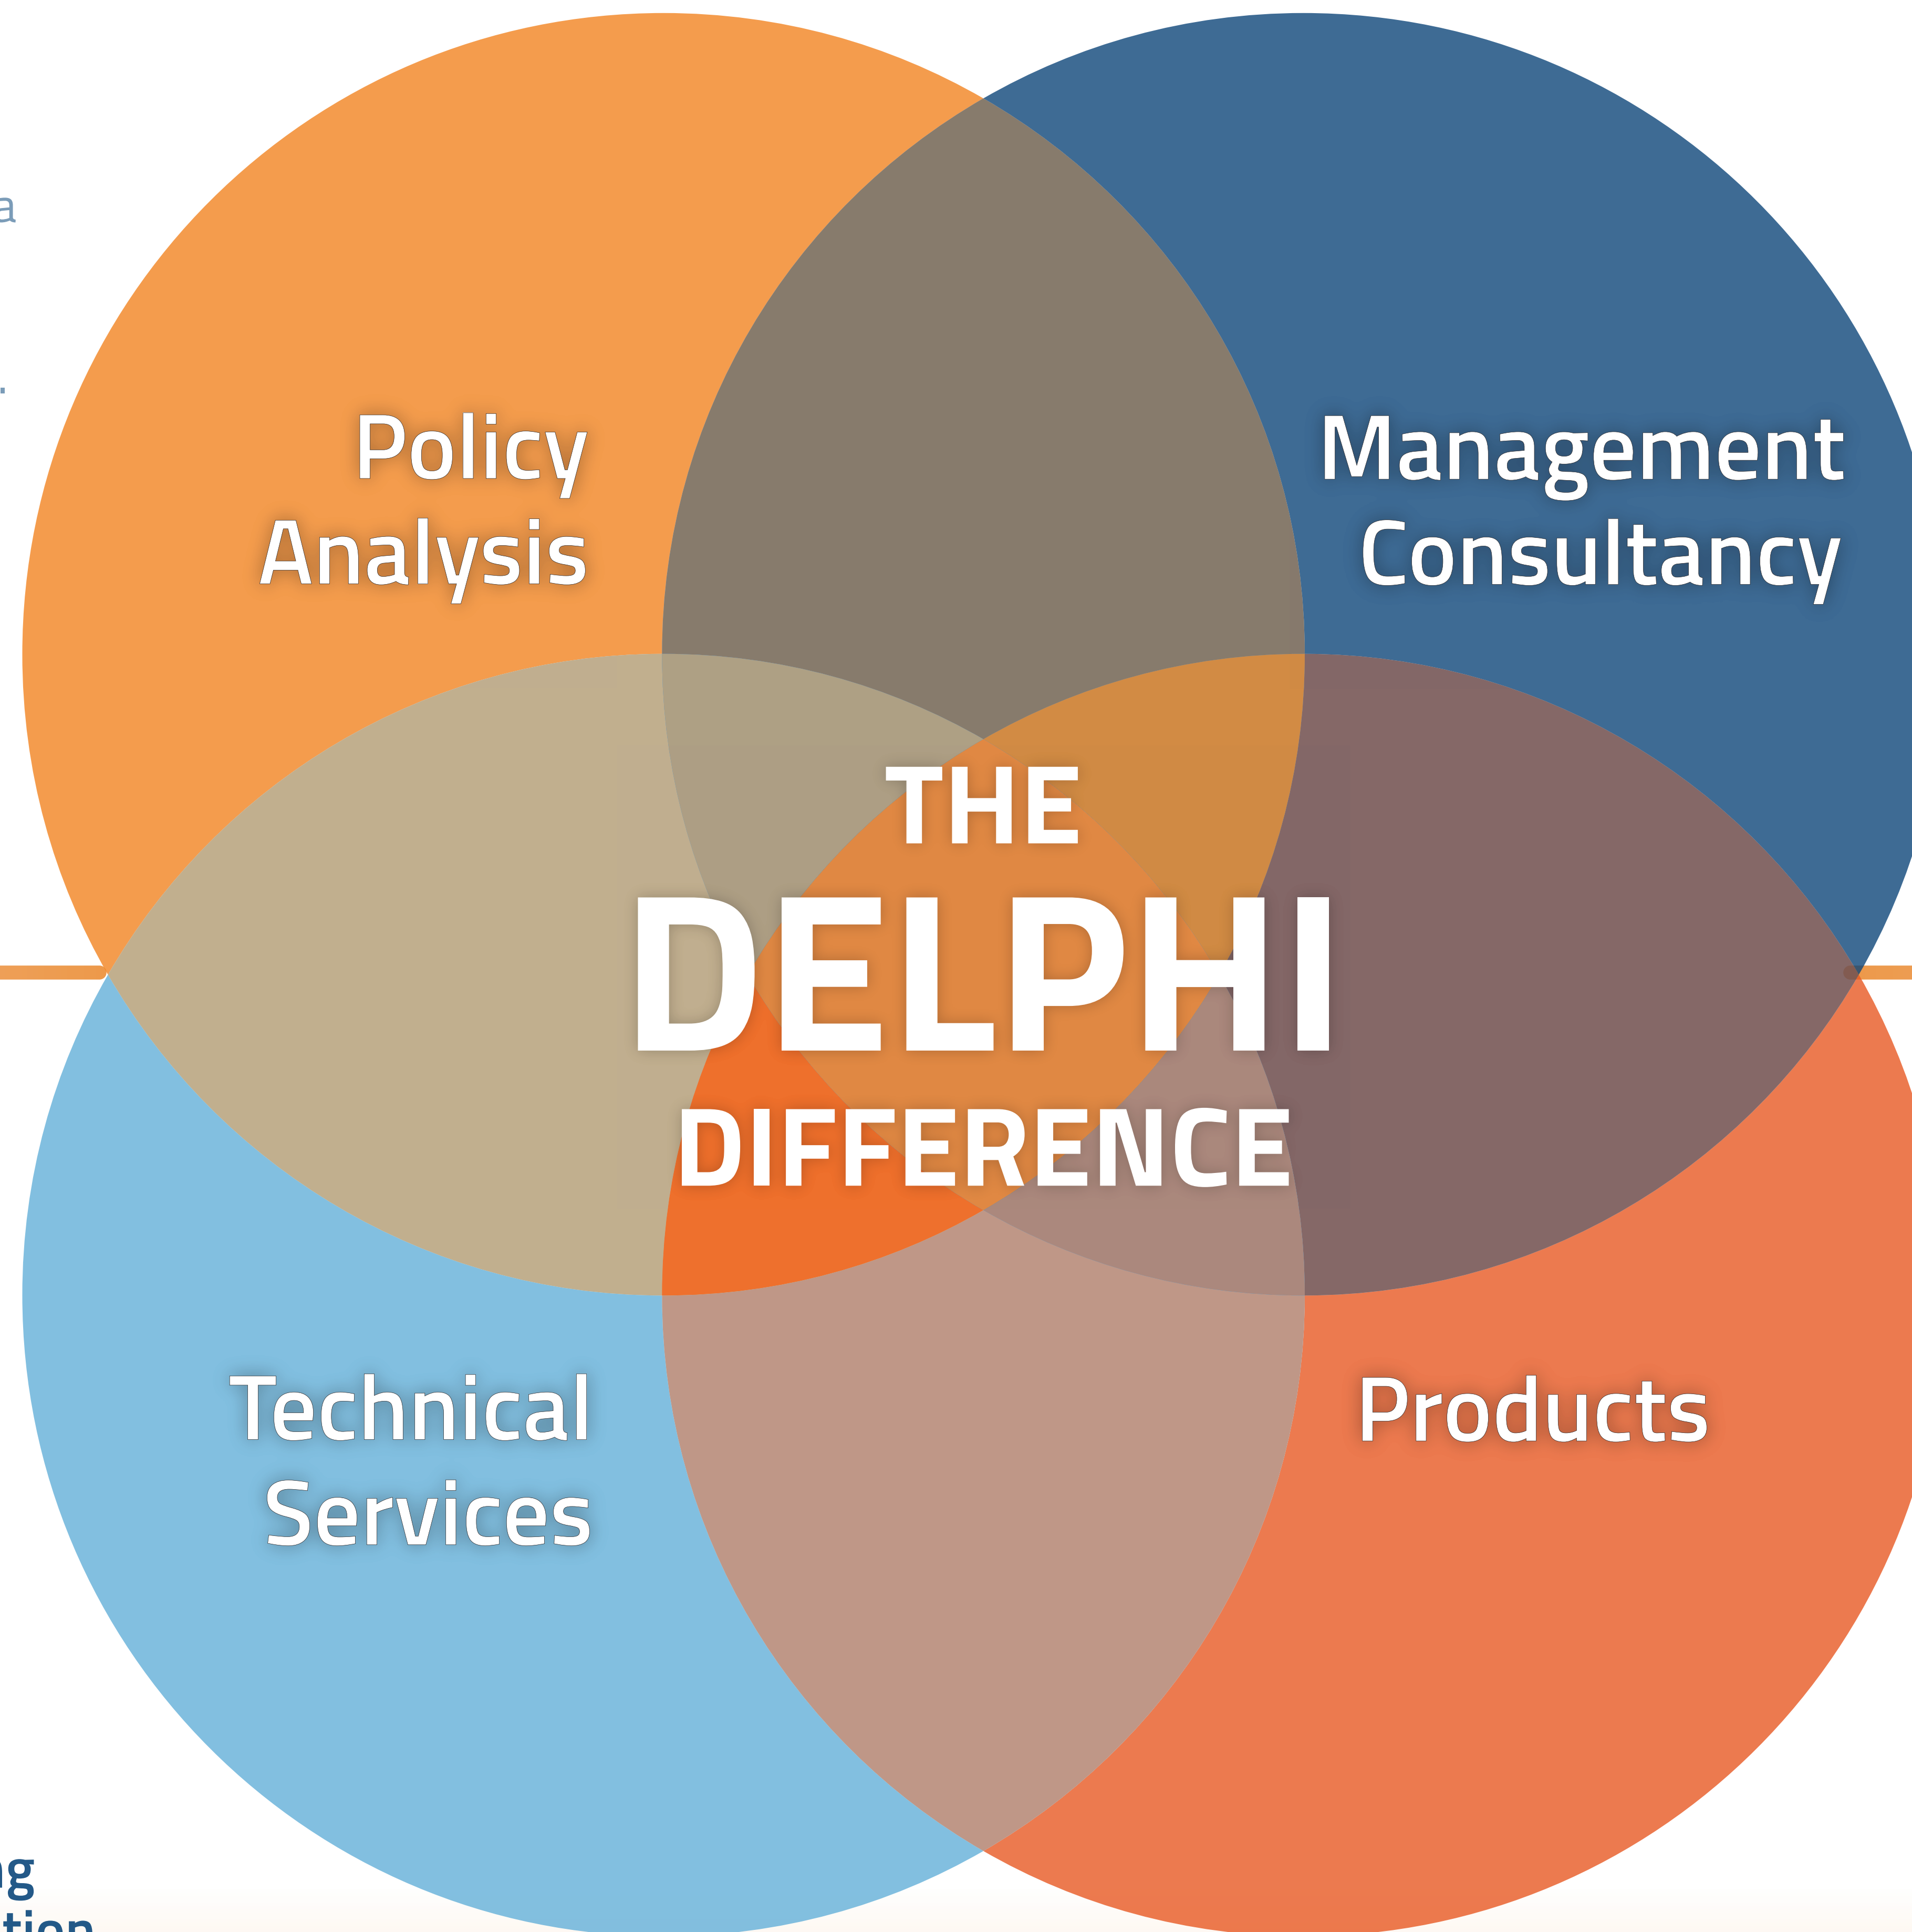 a
.
Policy
Analysis
Management
Consultancy
THE
DELPHI
DIFFERENCE
Technical
Services
Products